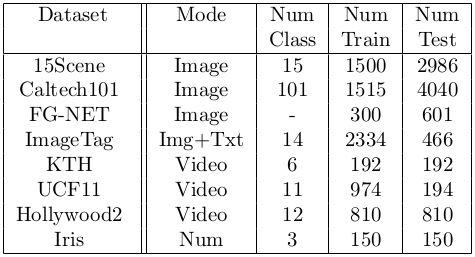 Dataset Mode Num Num Num
Class Train Test
15Scene Image 15 1500 2986
Caltech101 Image 101 1515 4040
FG-NET Image - 300 601
ImageTag Img+Txt 14 2334 466
KTH Video 6 192 192
UCF11 Video 11 974 194
Hollywood2 Video 12 810 810
Iris Num 3 150 150